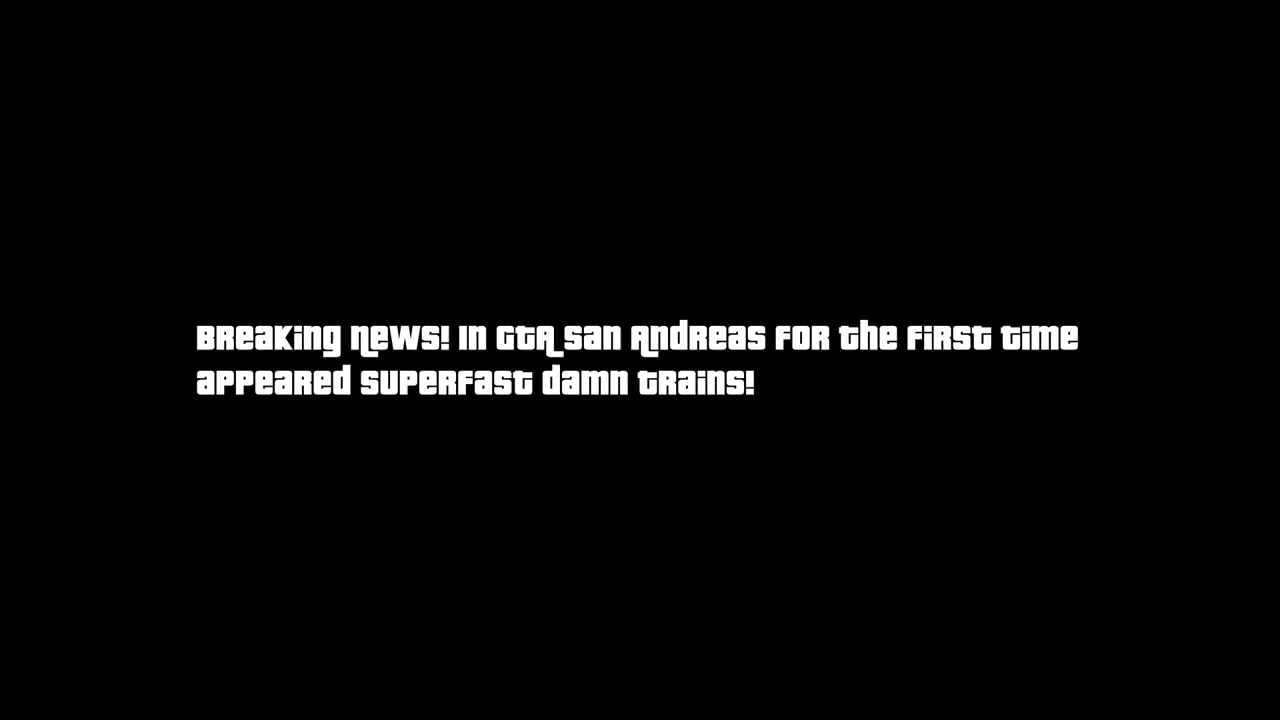 Breaking news! In GTA San Andreas for the first time
appeared superfast damn trains!